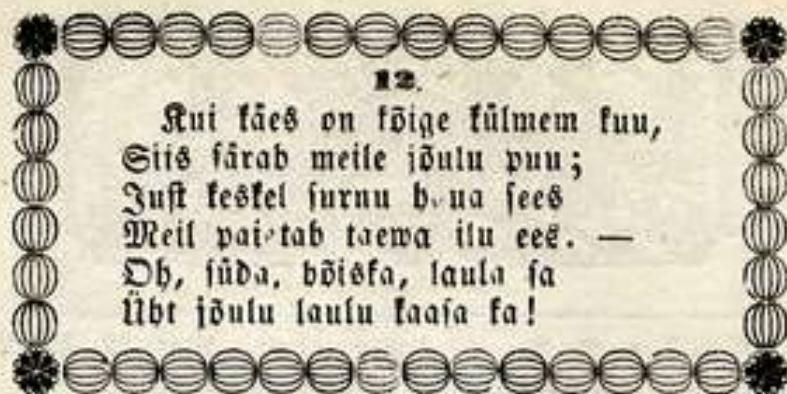 12.
Kui käes on kõige külmem kuu,
Siis särab meile jõulu puu;
Just keskel surnu haua sees
Meil paistab taewa ilu ees. —
Oh, süda, hõiska, laula sa
Üht jõulu laulu kaasa ka!